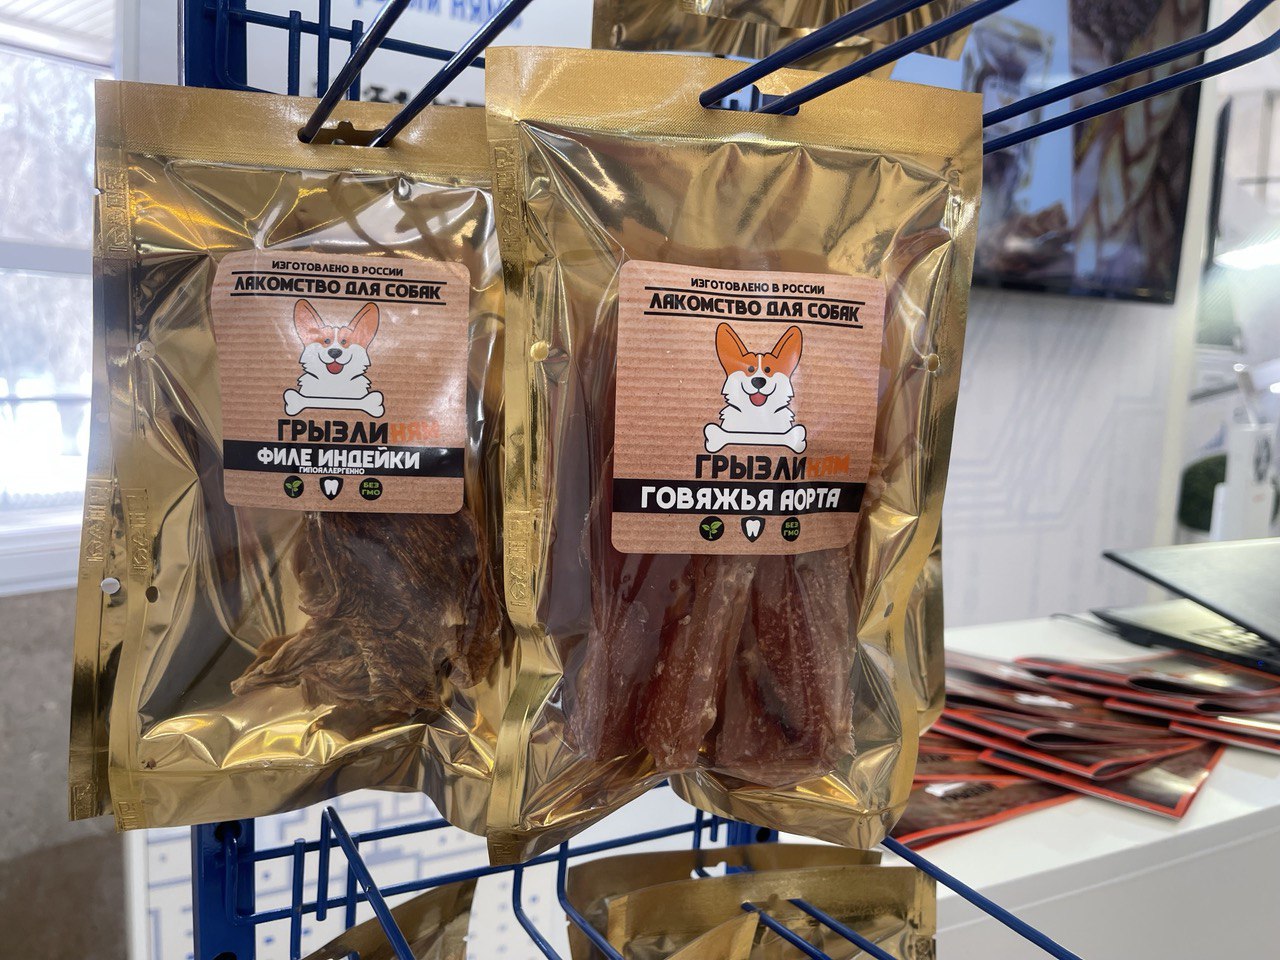 ИЗГОТОВЛЕНО В РОССИИ
ЛАКОМСТВО ДЛЯ СОБАК
ГРЫЗЛИНЯМ
ФИЛЕ ИНДЕЙКИ
ГИПОАЛЛЕРГЕННО
БЕЗ
ГМО
ИЗГОТОВЛЕНО В РОССИИ
ЛАКОМСТВО ДЛЯ СОБАК
ГРЫЗЛИНЯМ
ГОВЯЖЬЯ АОРТА
БЕЗ
ГМО